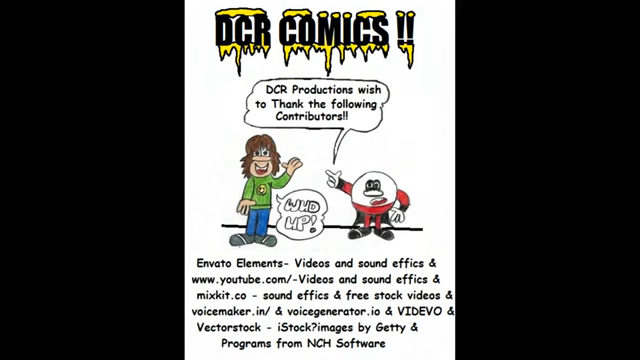 DCR COMICS !!
DCR Productions wish
to Thank the following
Contributors!!
WHD
UP!
Envato Elements- Videos and sound effics &
www.youtube.com/-Videos and sound effics &
mixkit.co - sound effics & free stock videos &
voicemaker.in/ & voicegenerator.io & VIDEVO &
Vectorstock - iStock?images by Getty &
Programs from NCH Software